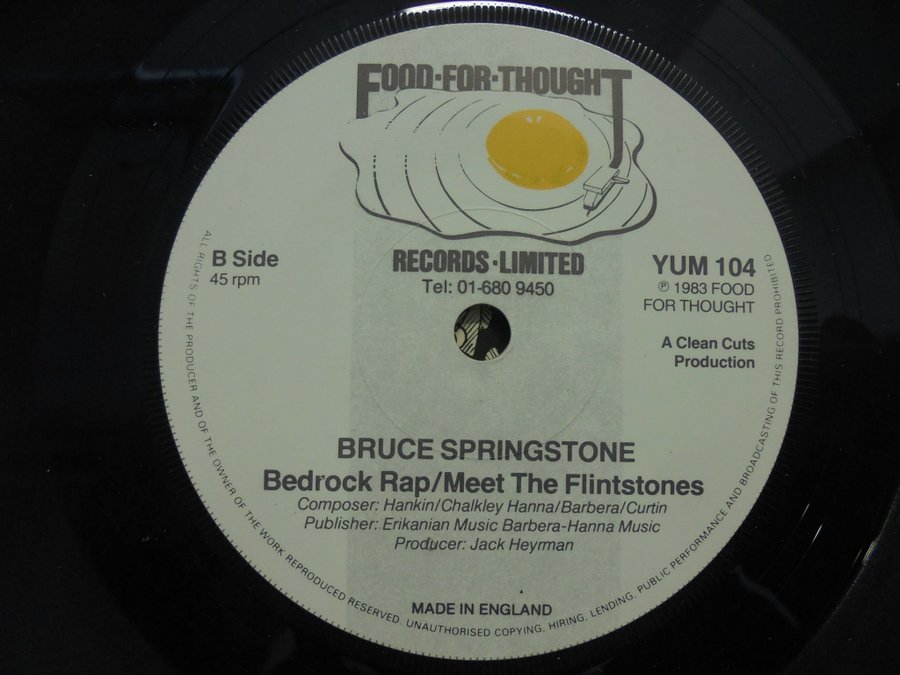 FOOD·FOR·THOUGHT
RECORDS·LIMITED
Tel: 01-680 9450
B Side
45 rpm
YUM 104
℗ 1983 FOOD
FOR THOUGHT
A Clean Cuts
Production
BRUCE SPRINGSTONE
Bedrock Rap/Meet The Flintstones
Composer: Hankin/Chalkley Hanna/Barbera/Curtin
Publisher: Erikanian Music Barbera-Hanna Music
Producer: Jack Heyrman
MADE IN ENGLAND
ALL RIGHTS OF THE PRODUCER AND OF THE OWNER OF THE WORK REPRODUCED RESERVED. UNAUTHORISED COPYING, HIRING, LENDING, PUBLIC PERFORMANCE AND BROADCASTING OF THIS RECORD PROHIBITED